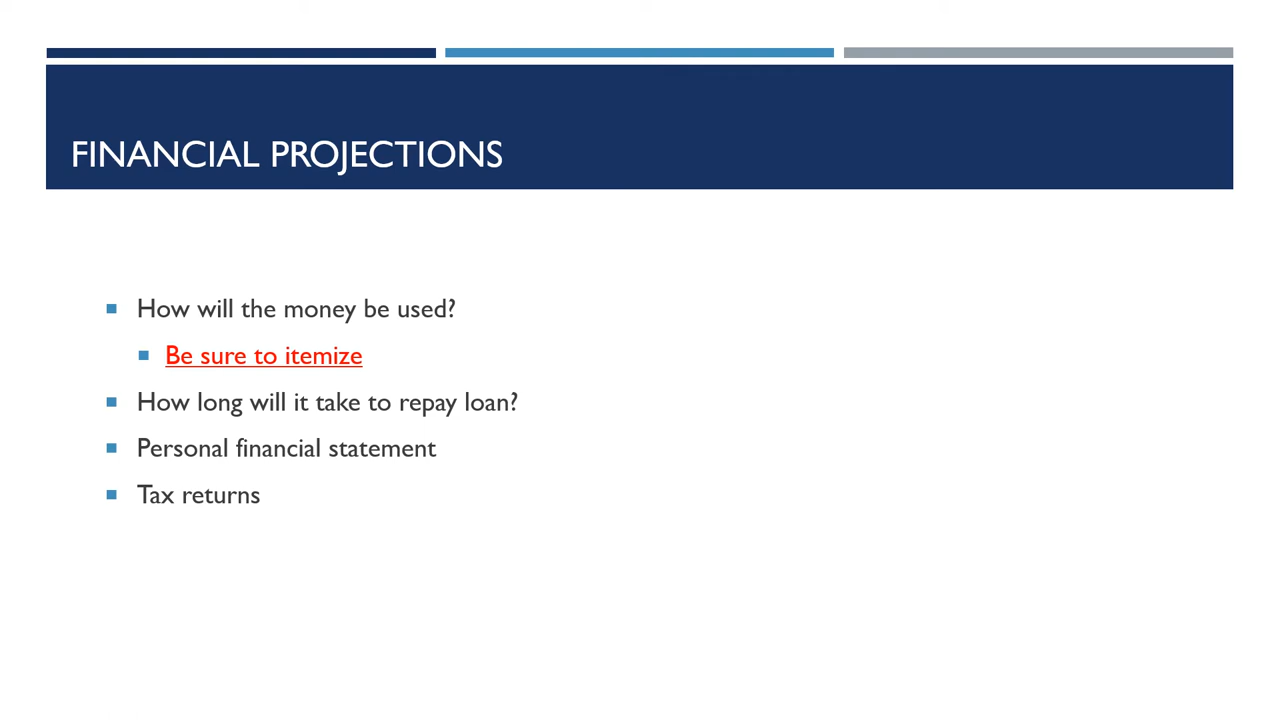 FINANCIAL PROJECTIONS
How will the money be used?
Be sure to itemize
How long will it take to repay loan?
Personal financial statement
Tax returns